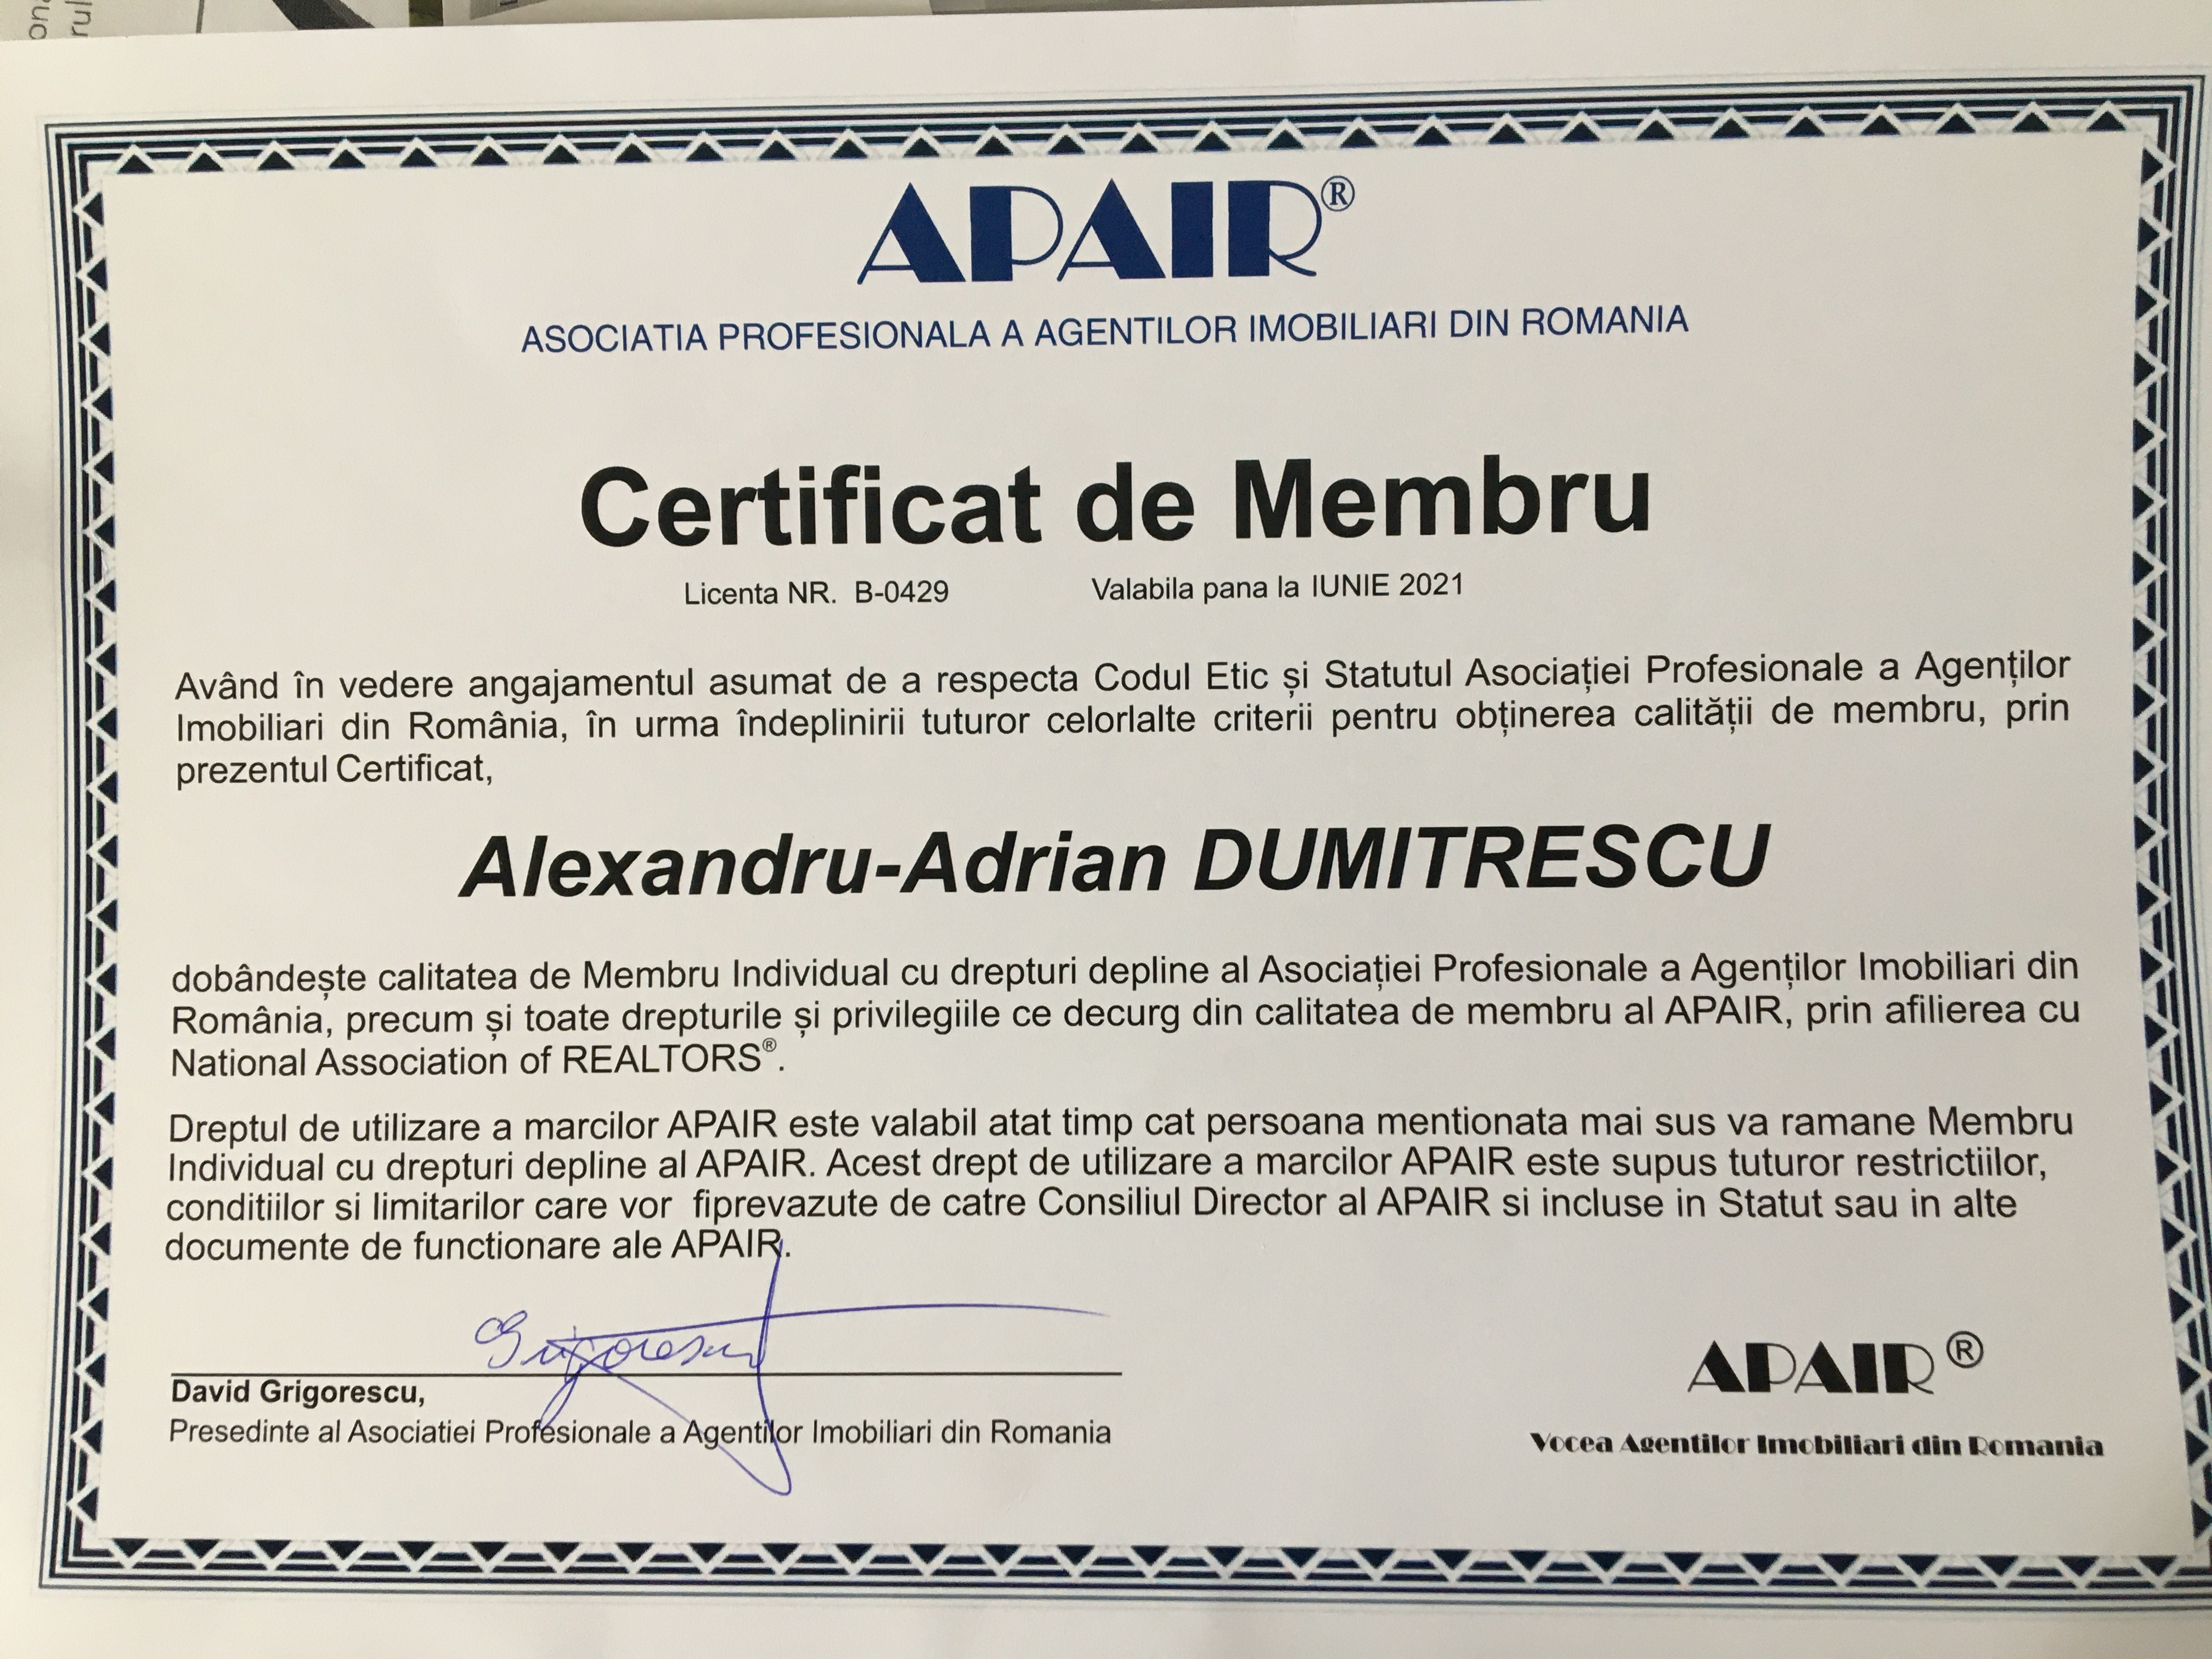 APAIR®
ASOCIATIA PROFESIONALA A AGENTILOR IMOBILIARI DIN ROMANIA
Certificat de Membru
Licenta NR. B-0429 Valabila pana la IUNIE 2021
Având în vedere angajamentul asumat de a respecta Codul Etic și Statutul Asociației Profesionale a Agenților
Imobiliari din România, în urma îndeplinirii tuturor celorlalte criterii pentru obținerea calității de membru, prin
prezentul Certificat,
Alexandru-Adrian DUMITRESCU
dobândește calitatea de Membru Individual cu drepturi depline al Asociației Profesionale a Agenților Imobiliari din
România, precum și toate drepturile și privilegiile ce decurg din calitatea de membru al APAIR, prin afilierea cu
National Association of REALTORS®.
Dreptul de utilizare a marcilor APAIR este valabil atat timp cat persoana mentionata mai sus va ramane Membru
Individual cu drepturi depline al APAIR. Acest drept de utilizare a marcilor APAIR este supus tuturor restrictiilor,
conditiilor si limitarilor care vor fiprevazute de catre Consiliul Director al APAIR si incluse in Statut sau in alte
documente de functionare ale APAIR.
Grigorescu
David Grigorescu,
Presedinte al Asociatiei Profesionale a Agentilor Imobiliari din Romania
APAIR®
Vocea Agentilor Imobiliari din Romania